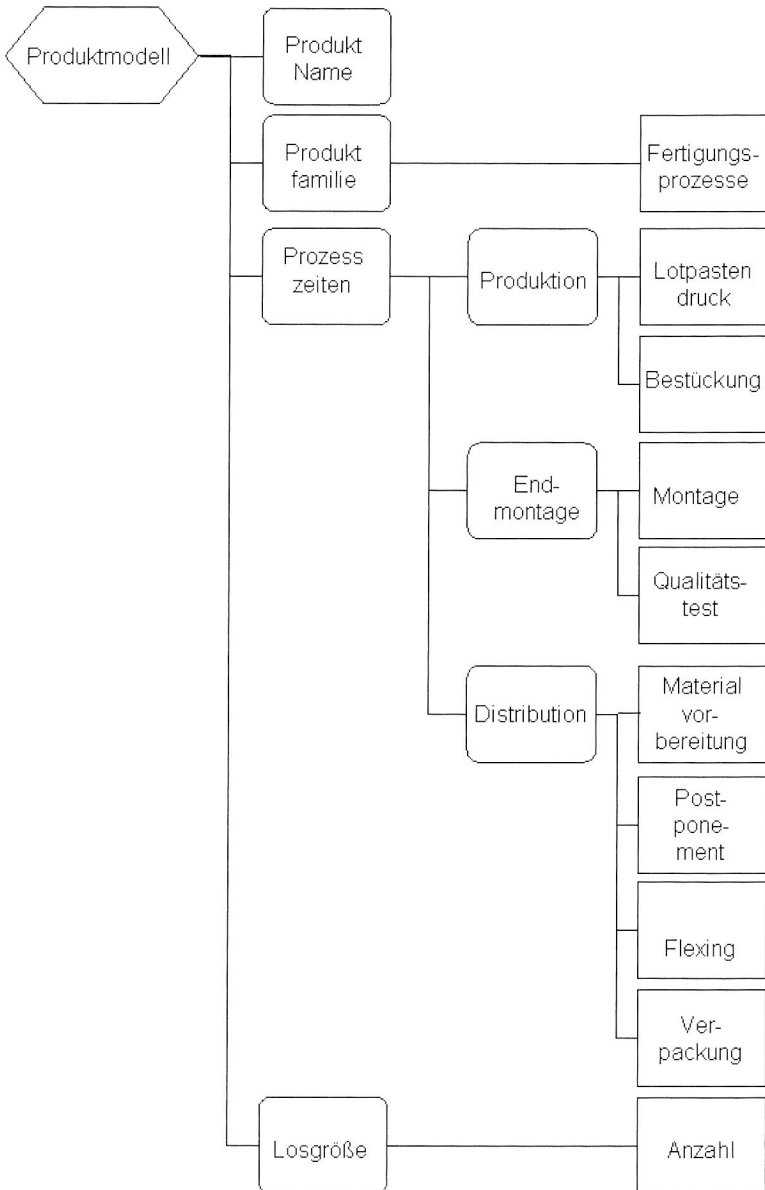 Produktmodell
Produkt
Name
Produkt
familie
Fertigungs-
prozesse
Prozess
zeiten
Produktion
Lotpasten
druck
Bestückung
End-
montage
Montage
Qualitäts-
test
Distribution
Material
vor-
bereitung
Post-
pone-
ment
Flexing
Ver-
packung
Losgröße
Anzahl